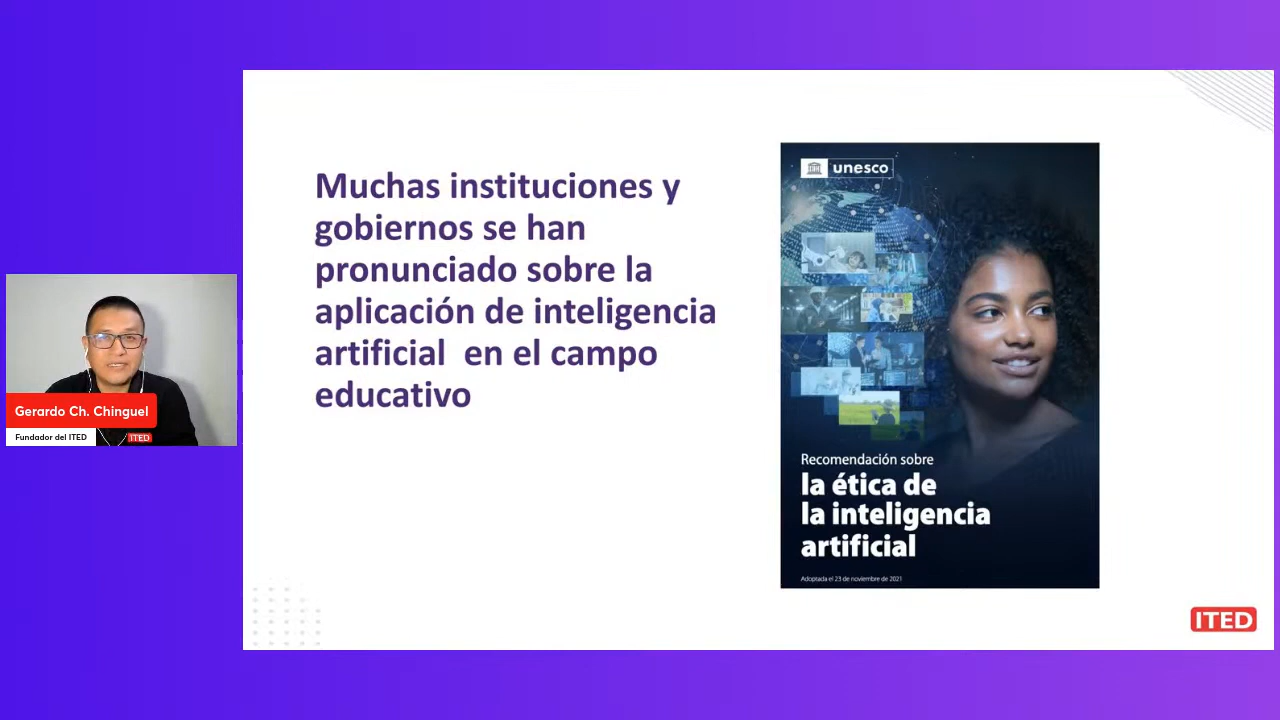 Muchas instituciones y
gobiernos se han
pronunciado sobre la
aplicación de inteligencia
artificial  en el campo
educativo
unesco
Recomendación sobre
la ética de
la inteligencia
artificial
Adoptada el 23 de noviembre de 2021
Gerardo Ch. Chinguel
Fundador del ITED
ITED
ITED